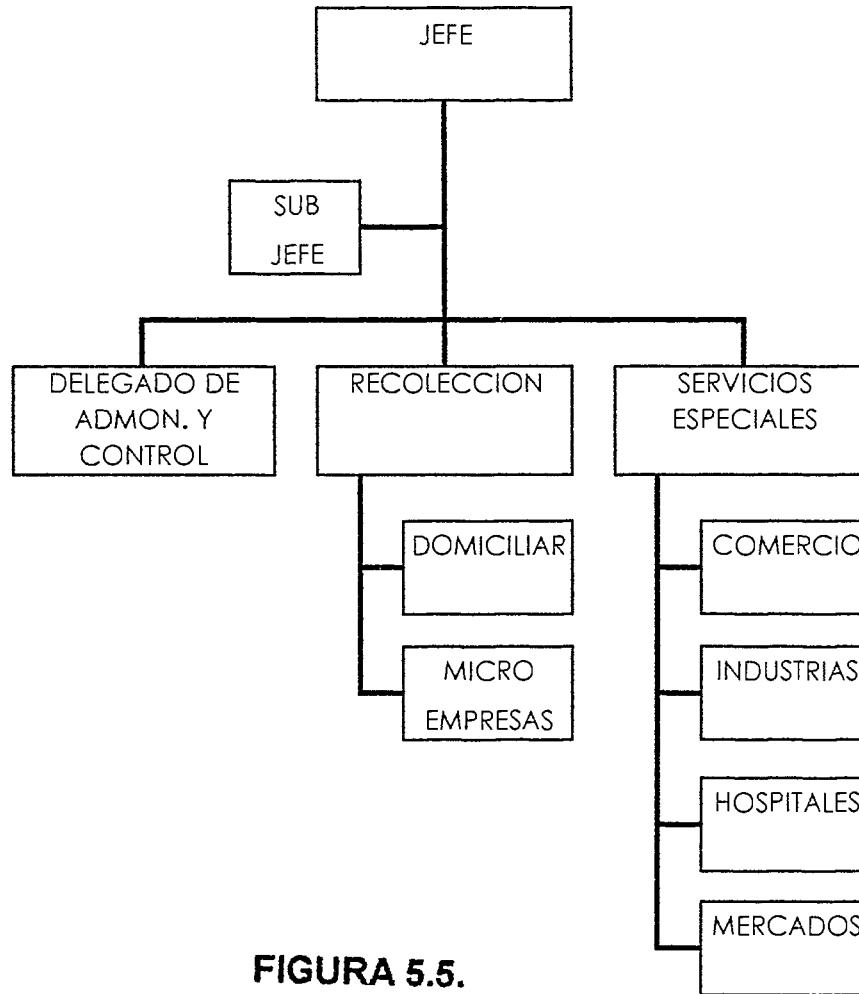 JEFE
SUB
JEFE
DELEGADO DE
ADMON. Y
CONTROL
RECOLECCION
SERVICIOS
ESPECIALES
DOMICILIAR
COMERCIO
MICRO
EMPRESAS
INDUSTRIAS
HOSPITALES
MERCADOS
FIGURA 5.5.